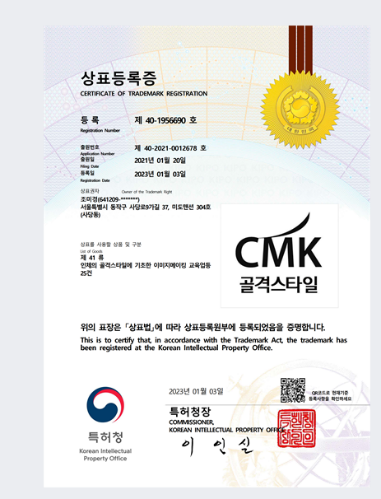 상표등록증
CERTIFICATE OF TRADEMARK REGISTRATION
등 록 제 40-1956690 호
Registration Number
출원번호 제 40-2021-0012678 호
Application Number
출원일 2021년 01월 20일
Filing Date
등록일 2023년 01월 03일
Registration Date
상표권자 Owner of the Trademark Right
조미경(641209-*******)
서울특별시 동작구 사당로9가길 37, 미도맨션 304호
(사당동)
상표를 사용할 상품 및 구분
List of Goods
제 41 류
인체의 골격스타일에 기초한 이미지메이킹 교육업등
25건
CMK
골격스타일
위의 표장은 「상표법」에 따라 상표등록원부에 등록되었음을 증명합니다.
This is to certify that, in accordance with the Trademark Act, the trademark has
been registered at the Korean Intellectual Property Office.
2023년 01월 03일
QR코드로 현재기준
등록사항을 확인하세요
특허청
Korean Intellectual
Property Office
특허청장
COMMISSIONER,
KOREAN INTELLECTUAL PROPERTY OFFICE
이 인 실